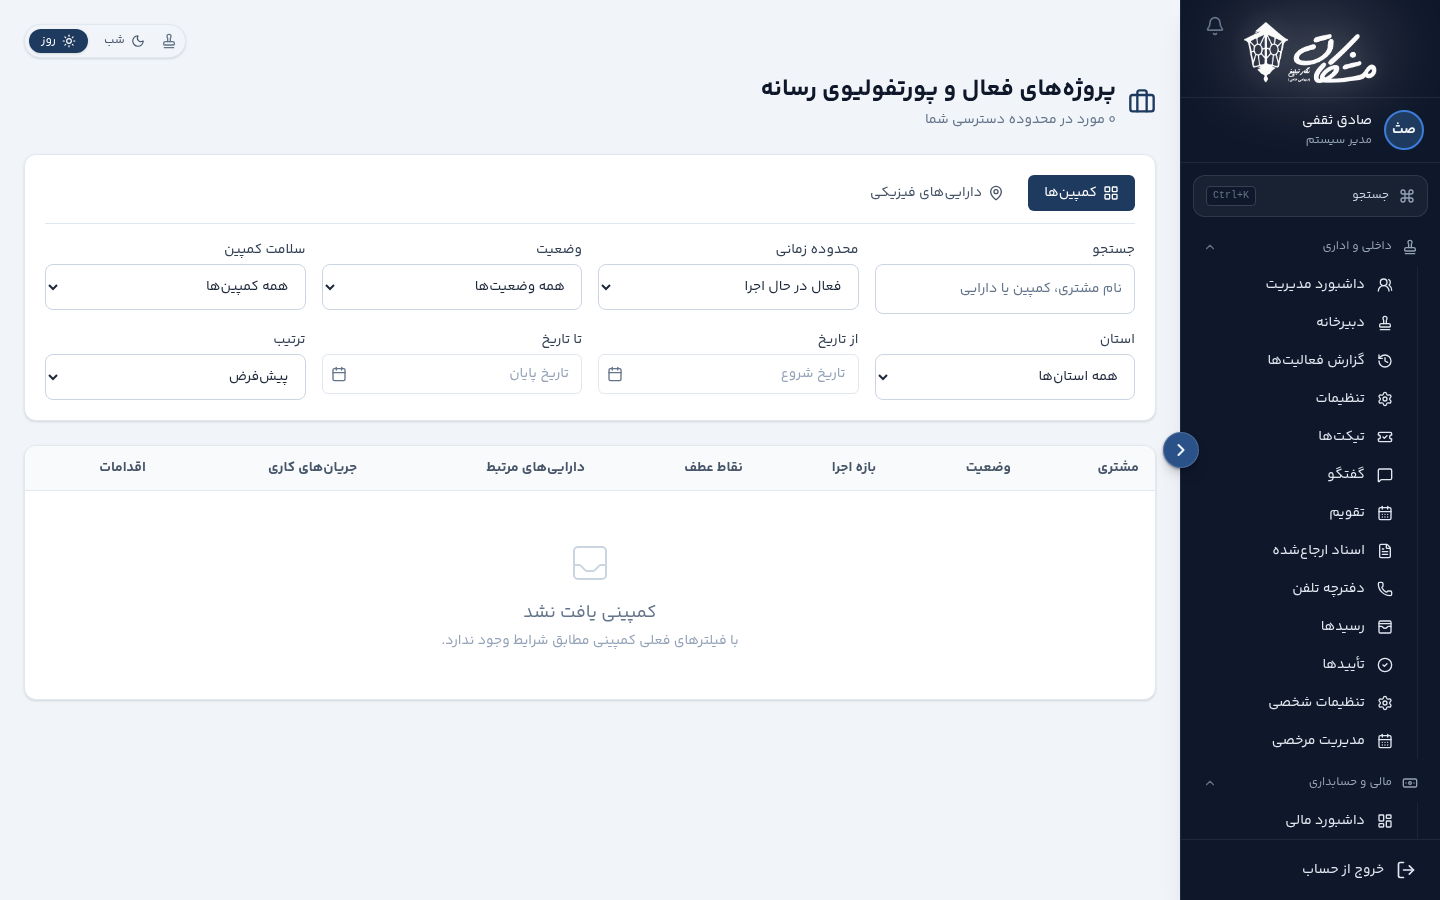 مشکات
صادق ثقفی
مدیر سیستم
صث
جستجو
Ctrl+K
داخلی و اداری
داشبورد مدیریت
دبیرخانه
گزارش فعالیت‌ها
تنظیمات
تیکت‌ها
گفتگو
تقویم
اسناد ارجاع‌شده
دفترچه تلفن
رسیدها
تأییدها
تنظیمات شخصی
مدیریت مرخصی
مالی و حسابداری
داشبورد مالی
خروج از حساب
شب
روز
پروژه‌های فعال و پورتفولیوی رسانه
۰ مورد در محدوده دسترسی شما
کمپین‌ها
دارایی‌های فیزیکی
جستجو
محدوده زمانی
وضعیت
سلامت کمپین
نام مشتری، کمپین یا دارایی
فعال در حال اجرا
همه وضعیت‌ها
همه کمپین‌ها
استان
از تاریخ
تا تاریخ
ترتیب
همه استان‌ها
تاریخ شروع
تاریخ پایان
پیش‌فرض
مشتری
وضعیت
بازه اجرا
نقاط عطف
دارایی‌های مرتبط
جریان‌های کاری
اقدامات
کمپینی یافت نشد
با فیلترهای فعلی کمپینی مطابق شرایط وجود ندارد.